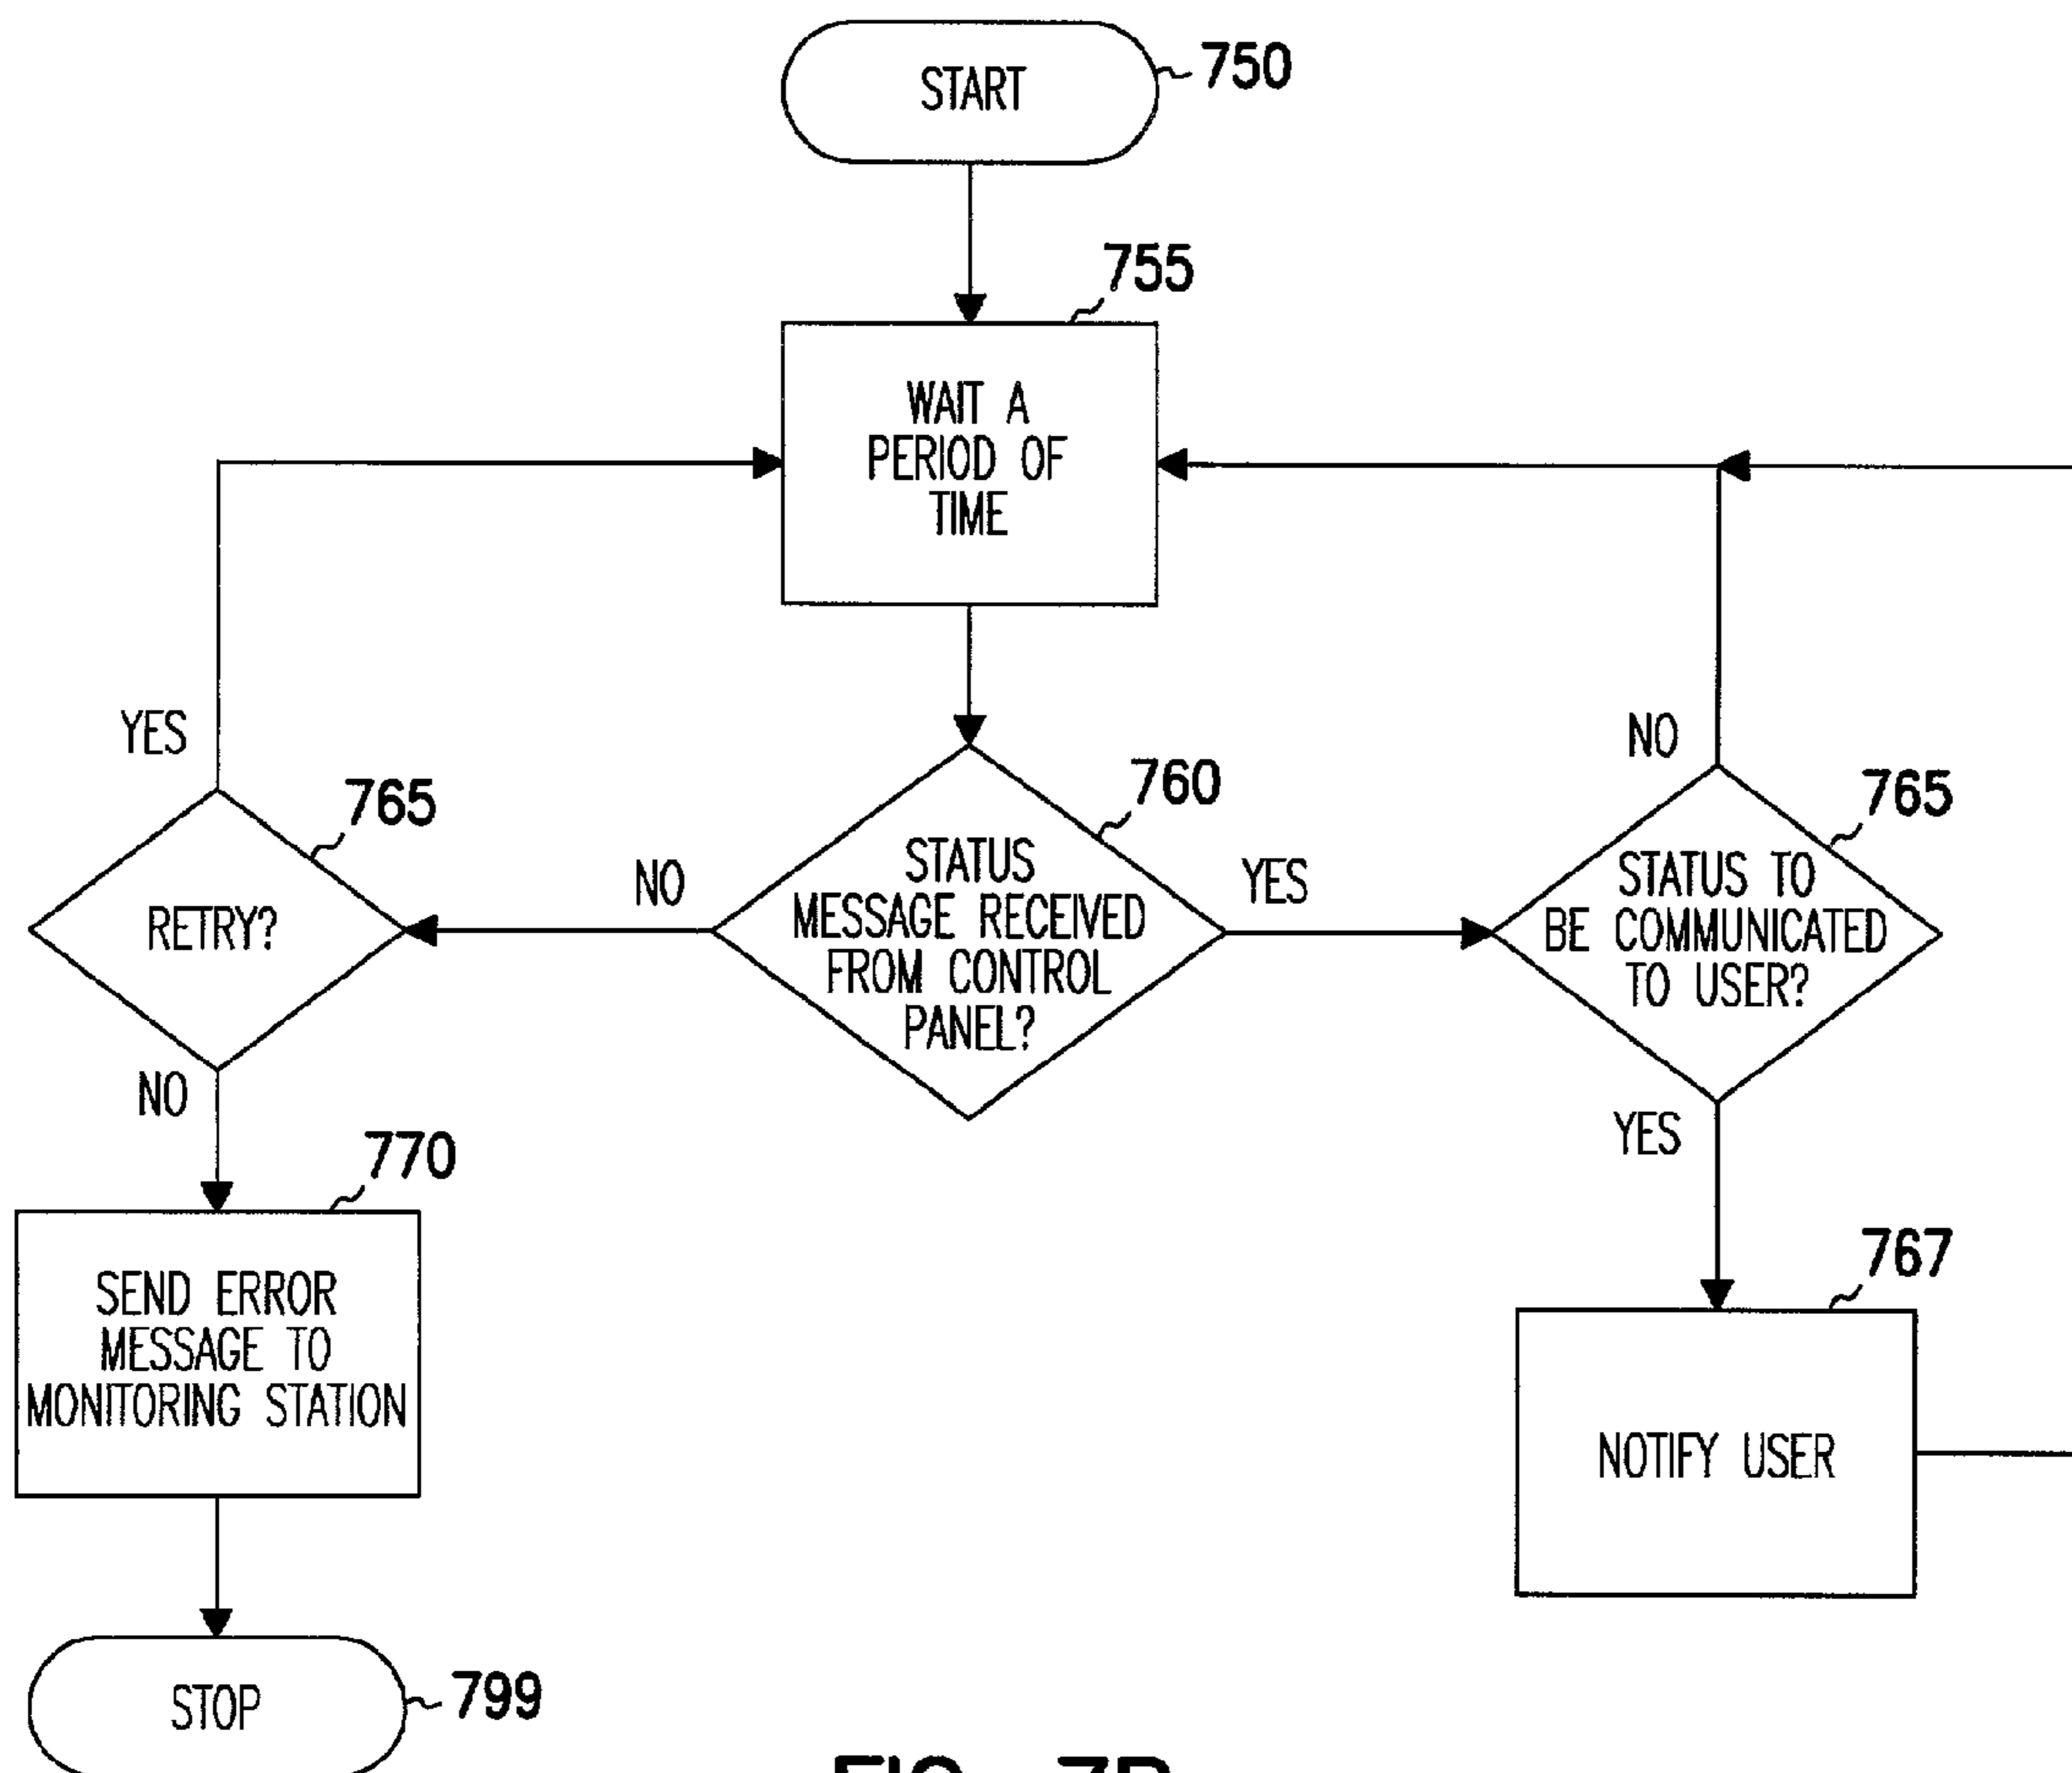 START
750
755
WAIT A
PERIOD OF
TIME
YES
NO
765
RETRY?
NO
760
STATUS
MESSAGE RECEIVED
FROM CONTROL
PANEL?
YES
765
STATUS TO
BE COMMUNICATED
TO USER?
NO
YES
770
SEND ERROR
MESSAGE TO
MONITORING STATION
767
NOTIFY USER
STOP
799